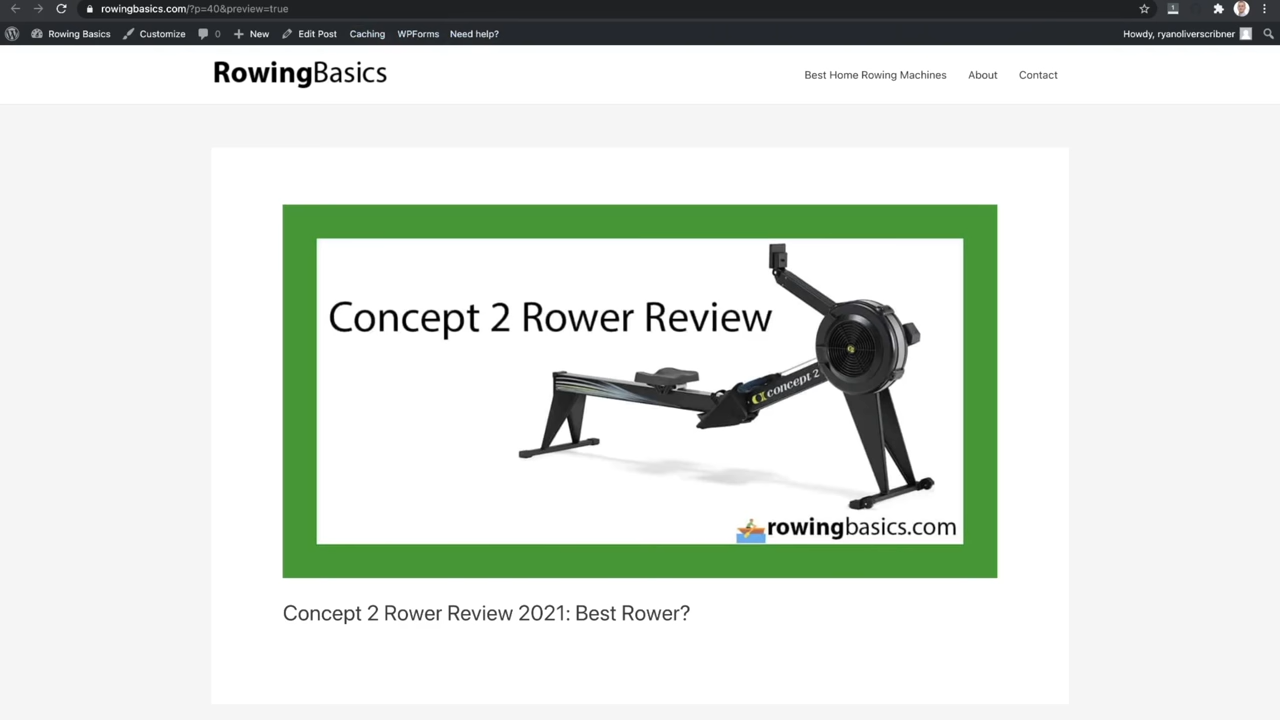 rowingbasics.com/?p=40&preview=true
1
Rowing Basics Customize 0 New Edit Post Caching WPForms Need help? Howdy, ryanoliverscribner
RowingBasics
Best Home Rowing Machines About Contact
Concept 2 Rower Review
concept 2
rowingbasics.com
Concept 2 Rower Review 2021: Best Rower?